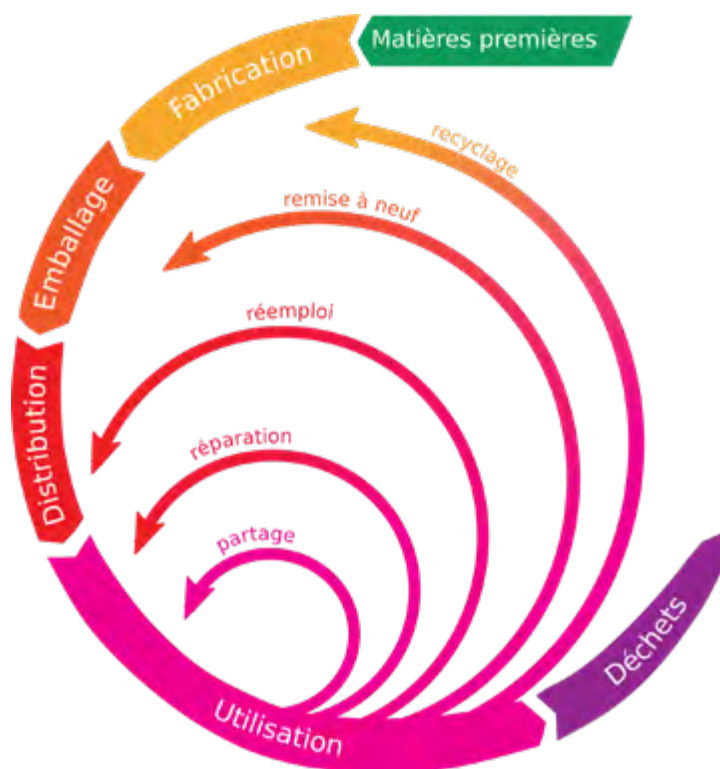 Matières premières
Fabrication
recyclage
Emballage
remise à neuf
réemploi
Distribution
réparation
partage
Déchets
Utilisation